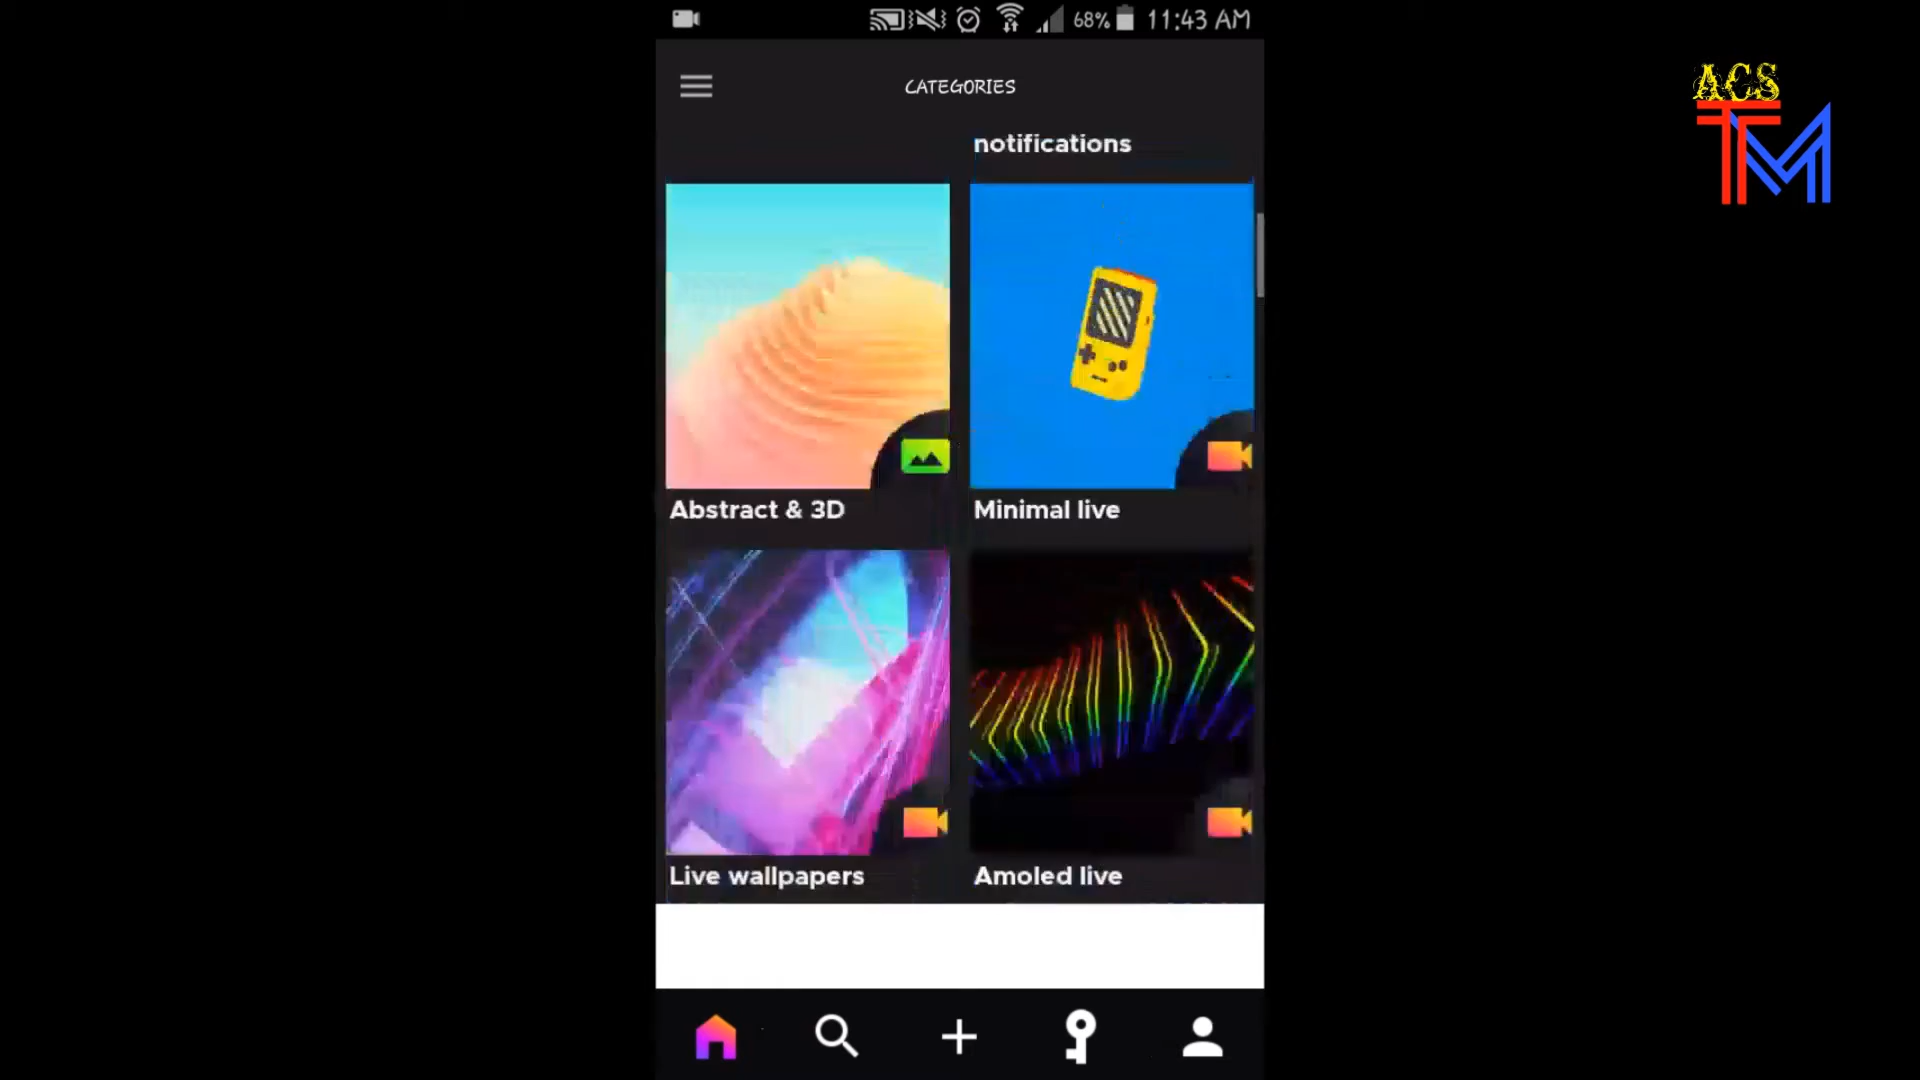 68% 11:43 AM
ACS
TM
CATEGORIES
notifications
Abstract & 3D
Minimal live
Live wallpapers
Amoled live